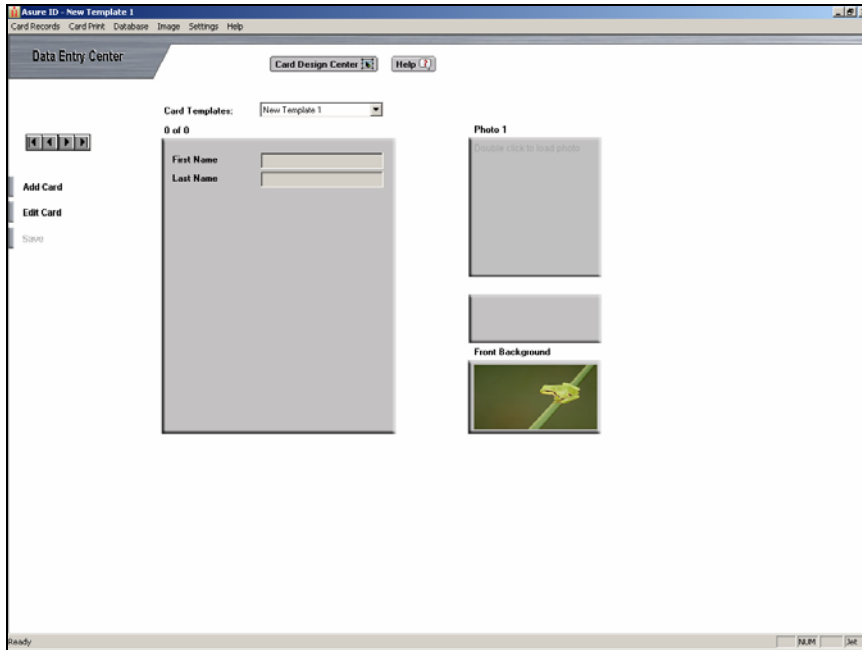 Asure ID - New Template 1
Card Records Card Print Database Image Settings Help
Data Entry Center
Card Design Center Help
Card Templates: New Template 1
0 of 0
Photo 1
Double click to load photo.
First Name
Last Name
Add Card
Edit Card
Save
Front Background
Ready NUM Jet